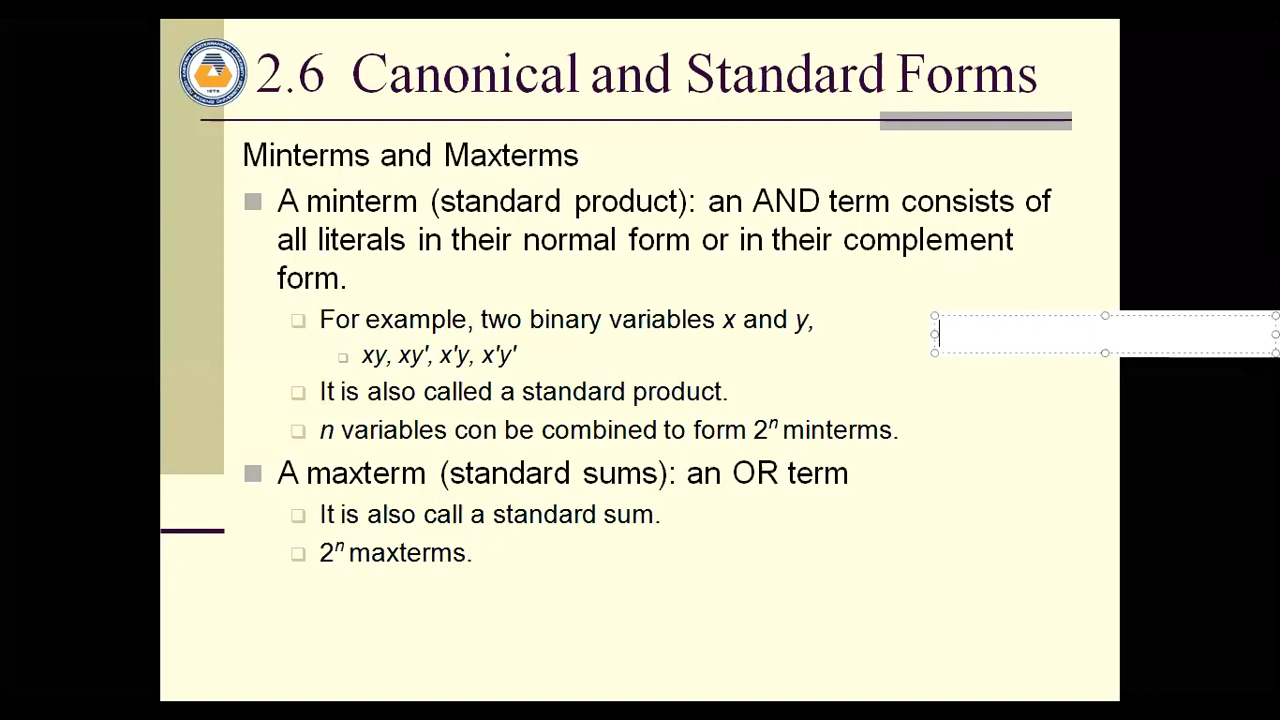 2.6 Canonical and Standard Forms
Minterms and Maxterms
A minterm (standard product): an AND term consists of
all literals in their normal form or in their complement
form.
For example, two binary variables x and y,
xy, xy', x'y, x'y'
It is also called a standard product.
n variables con be combined to form 2ⁿ minterms.
A maxterm (standard sums): an OR term
It is also call a standard sum.
2ⁿ maxterms.